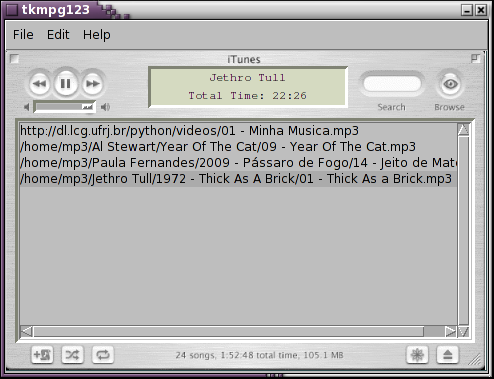 tkmpg123
File Edit Help
iTunes
Jethro Tull
Total Time: 22:26
Search
Browse
http://dl.lcg.ufrj.br/python/videos/01 - Minha Musica.mp3
/home/mp3/Al Stewart/Year Of The Cat/09 - Year Of The Cat.mp3
/home/mp3/Paula Fernandes/2009 - Pássaro de Fogo/14 - Jeito de Mato
/home/mp3/Jethro Tull/1972 - Thick As A Brick/01 - Thick As a Brick.mp3
24 songs, 1:52:48 total time, 105.1 MB